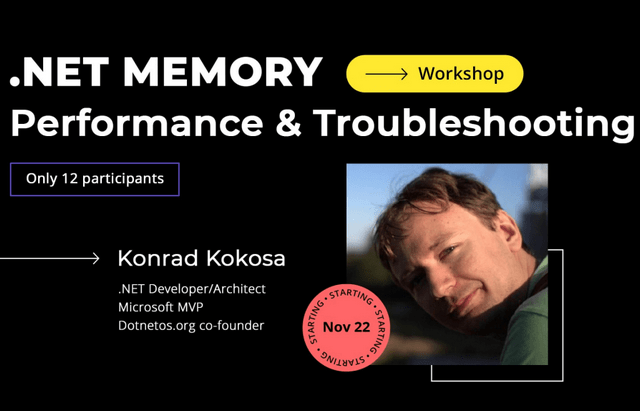 .NET MEMORY
Workshop
Performance & Troubleshooting
Only 12 participants
Konrad Kokosa
.NET Developer/Architect
Microsoft MVP
Dotnetos.org co-founder
STARTING • STARTING • STARTING • STARTING •
Nov 22